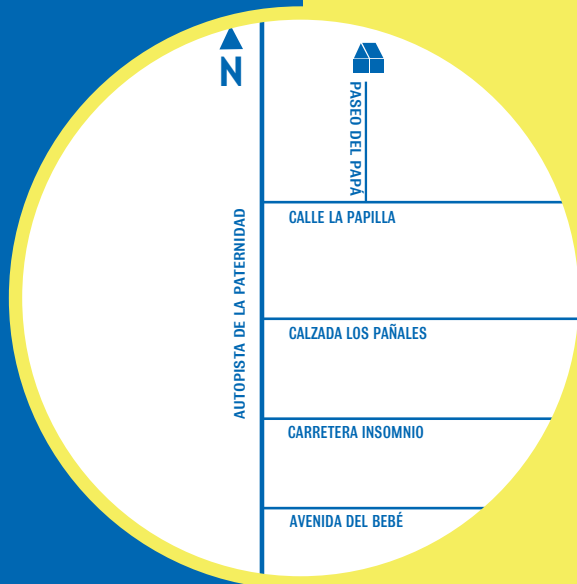 N
PASEO DEL PAPÁ
CALLE LA PAPILLA
AUTOPISTA DE LA PATERNIDAD
CALZADA LOS PAÑALES
CARRETERA INSOMNIO
AVENIDA DEL BEBÉ